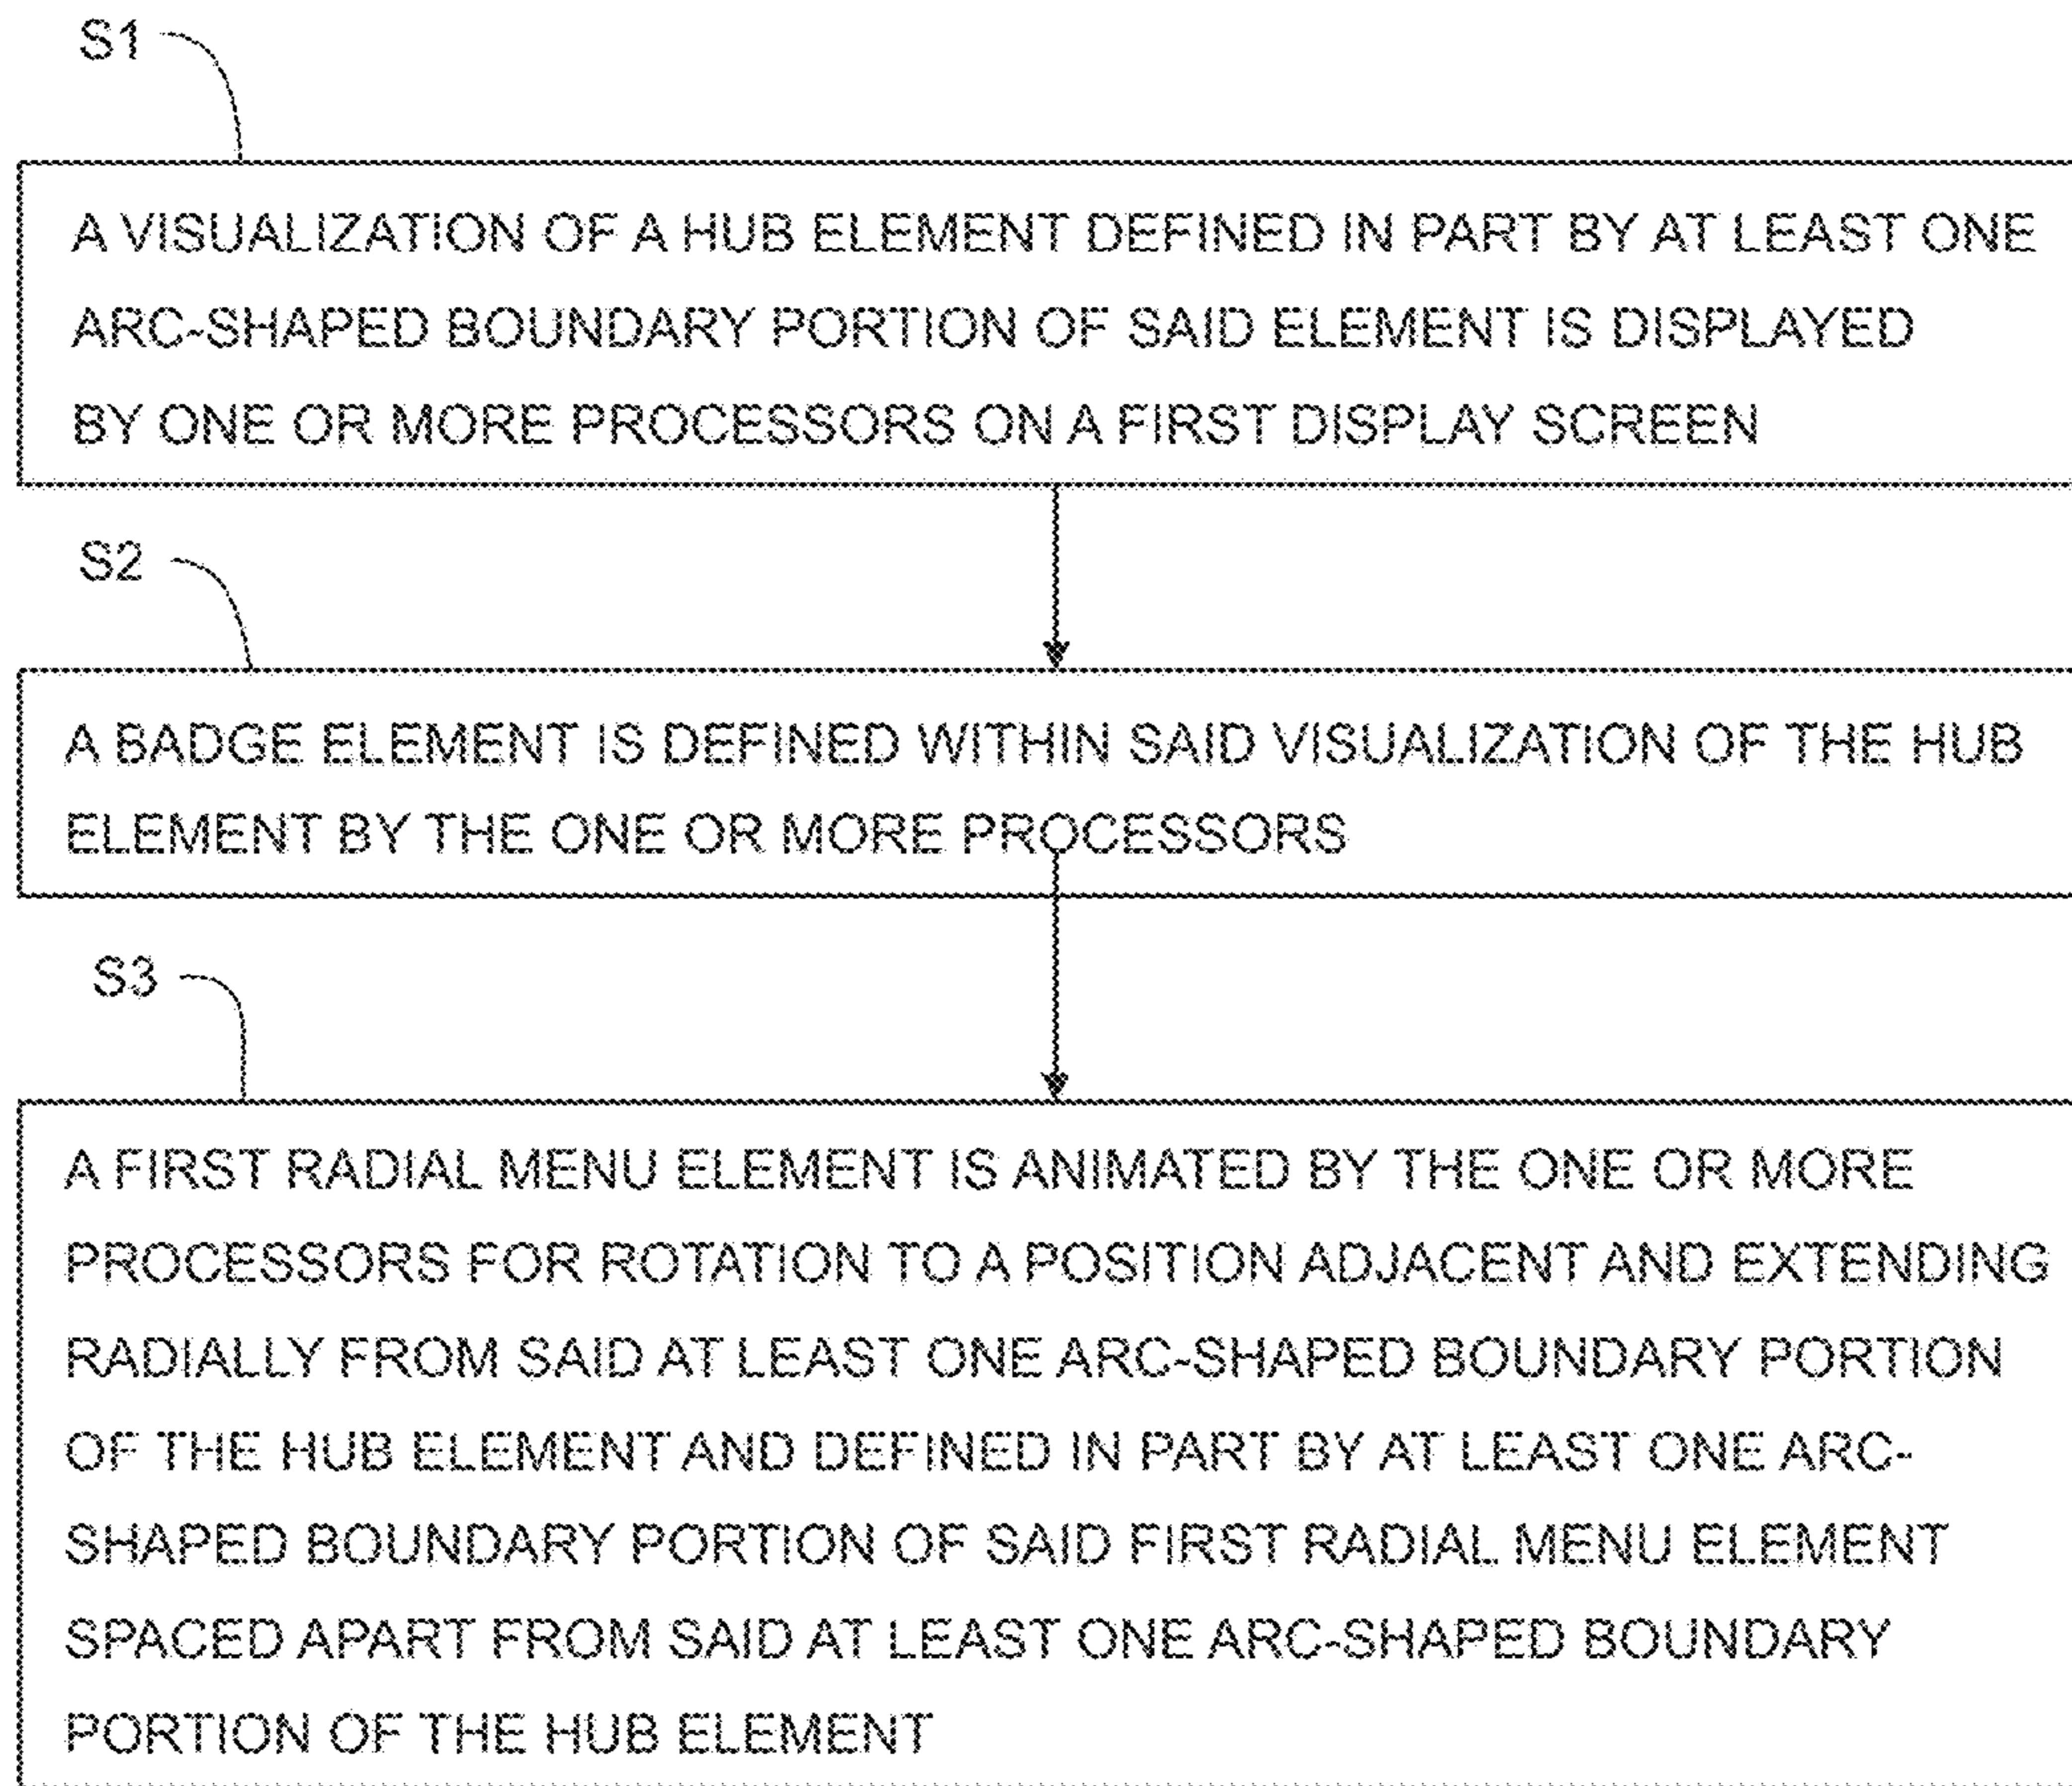 S1
A VISUALIZATION OF A HUB ELEMENT DEFINED IN PART BY AT LEAST ONE
ARC-SHAPED BOUNDARY PORTION OF SAID ELEMENT IS DISPLAYED
BY ONE OR MORE PROCESSORS ON A FIRST DISPLAY SCREEN
S2
A BADGE ELEMENT IS DEFINED WITHIN SAID VISUALIZATION OF THE HUB
ELEMENT BY THE ONE OR MORE PROCESSORS
S3
A FIRST RADIAL MENU ELEMENT IS ANIMATED BY THE ONE OR MORE
PROCESSORS FOR ROTATION TO A POSITION ADJACENT AND EXTENDING
RADIALLY FROM SAID AT LEAST ONE ARC-SHAPED BOUNDARY PORTION
OF THE HUB ELEMENT AND DEFINED IN PART BY AT LEAST ONE ARC-
SHAPED BOUNDARY PORTION OF SAID FIRST RADIAL MENU ELEMENT
SPACED APART FROM SAID AT LEAST ONE ARC-SHAPED BOUNDARY
PORTION OF THE HUB ELEMENT